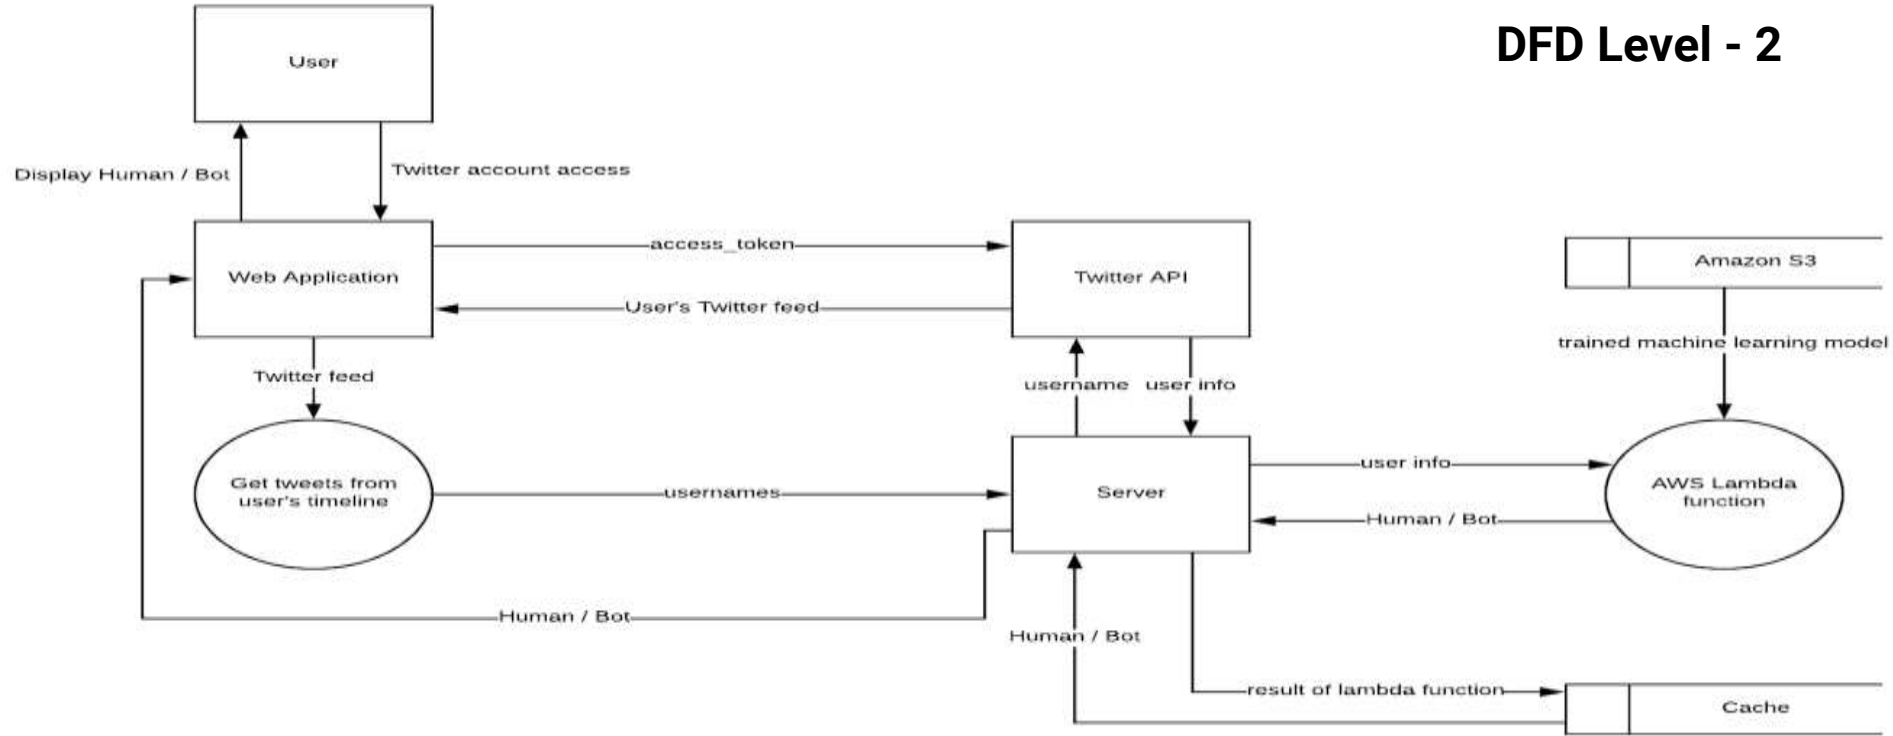 DFD Level - 2
User
Display Human / Bot
Twitter account access
Web Application
access_token
User's Twitter feed
Twitter API
Amazon S3
trained machine learning model
Twitter feed
username
user info
Get tweets from
user's timeline
usernames
Server
user info
Human / Bot
AWS Lambda
function
Human / Bot
Human / Bot
result of lambda function
Cache